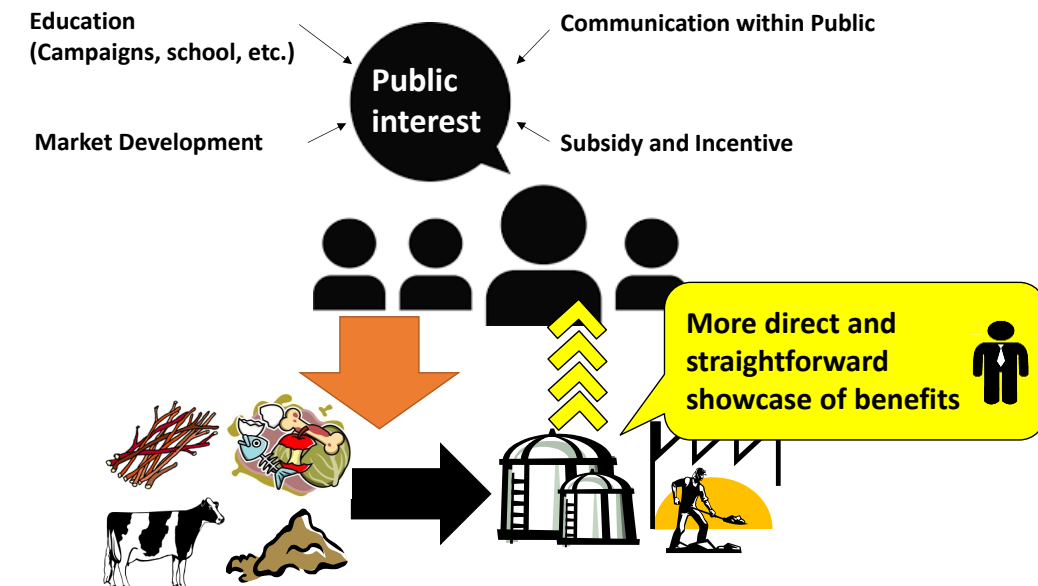 Education
(Campaigns, school, etc.)
Communication within Public
Public
interest
Market Development
Subsidy and Incentive
More direct and
straightforward
showcase of benefits